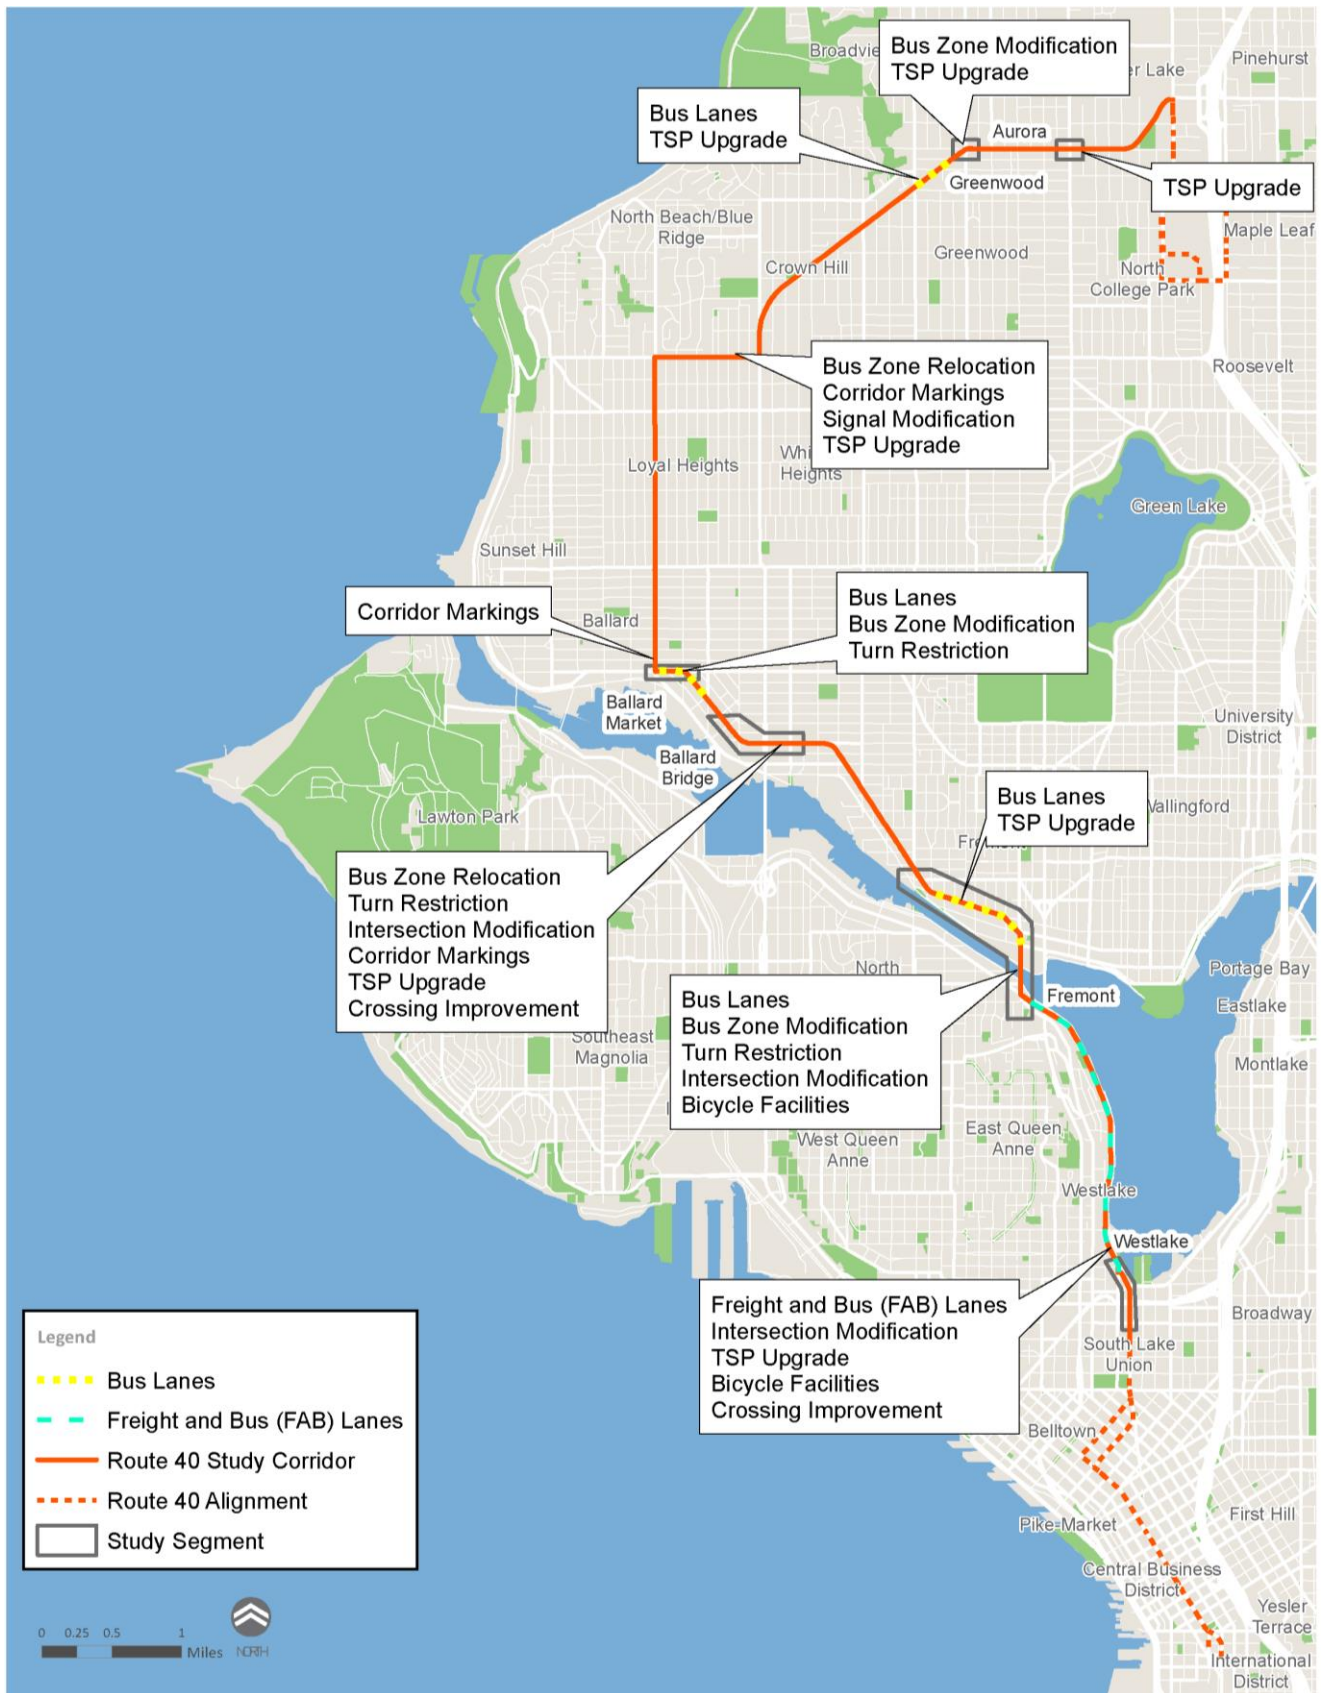 Broadvie
Bus Zone Modification
TSP Upgrade
er Lake
Pinehurst
Bus Lanes
TSP Upgrade
Aurora
Greenwood
TSP Upgrade
North Beach/Blue
Ridge
Maple Leaf
Greenwood
Crown Hill
North
College Park
Bus Zone Relocation
Corridor Markings
Signal Modification
TSP Upgrade
Roosevelt
Loyal Heights
Whi
Heights
Green Lake
Sunset Hill
Corridor Markings
Ballard
Bus Lanes
Bus Zone Modification
Turn Restriction
Ballard
Market
University
District
Ballard
Bridge
Bus Lanes
TSP Upgrade
Wallingford
Lawton Park
Fremont
Bus Zone Relocation
Turn Restriction
Intersection Modification
Corridor Markings
TSP Upgrade
Crossing Improvement
North
Portage Bay
Bus Lanes
Bus Zone Modification
Turn Restriction
Intersection Modification
Bicycle Facilities
Fremont
Eastlake
Southeast
Magnolia
Montlake
West Queen
Anne
East Queen
Anne
Westlake
Westlake
Freight and Bus (FAB) Lanes
Intersection Modification
TSP Upgrade
Bicycle Facilities
Crossing Improvement
Broadway
South Lake
Union
Legend
Bus Lanes
Freight and Bus (FAB) Lanes
Route 40 Study Corridor
Route 40 Alignment
Study Segment
Belltown
First Hill
Pike-Market
Central Business
District
Yesler
Terrace
International
District
0 0.25 0.5 1
Miles
NORTH